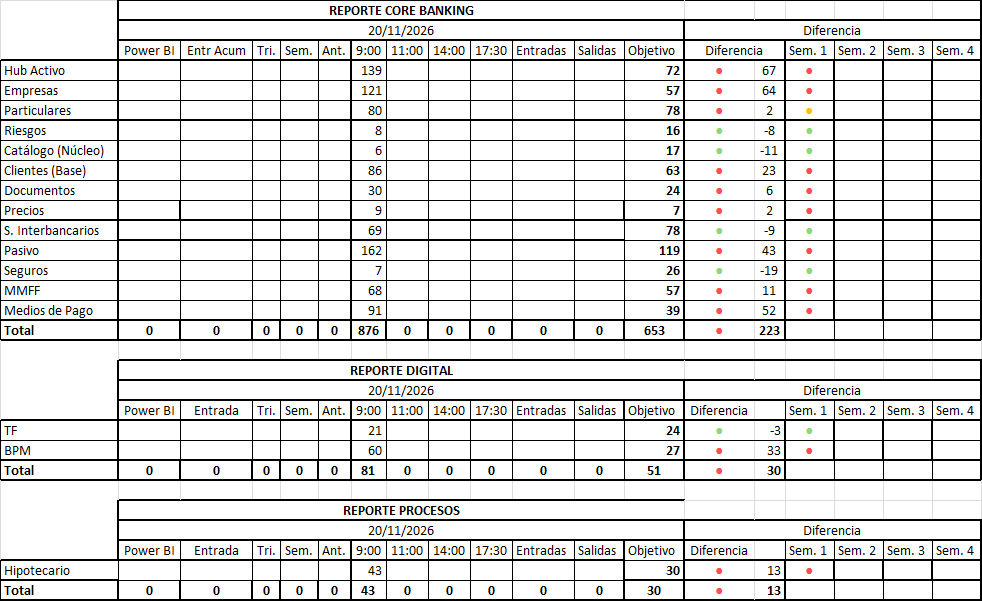 REPORTE CORE BANKING
20/11/2026 Diferencia
Power BI Entr Acum Tri. Sem. Ant. 9:00 11:00 14:00 17:30 Entradas Salidas Objetivo Diferencia Sem. 1 Sem. 2 Sem. 3 Sem. 4
Hub Activo 139 72 67
Empresas 121 57 64
Particulares 80 78 2
Riesgos 8 16 -8
Catálogo (Núcleo) 6 17 -11
Clientes (Base) 86 63 23
Documentos 30 24 6
Precios 9 7 2
S. Interbancarios 69 78 -9
Pasivo 162 119 43
Seguros 7 26 -19
MMFF 68 57 11
Medios de Pago 91 39 52
Total 0 0 0 0 0 876 0 0 0 0 0 653 223
REPORTE DIGITAL
20/11/2026 Diferencia
Power BI Entrada Tri. Sem. Ant. 9:00 11:00 14:00 17:30 Entradas Salidas Objetivo Diferencia Sem. 1 Sem. 2 Sem. 3 Sem. 4
TF 21 24 -3
BPM 60 27 33
Total 0 0 0 0 0 81 0 0 0 0 0 51 30
REPORTE PROCESOS
20/11/2026 Diferencia
Power BI Entrada Tri. Sem. Ant. 9:00 11:00 14:00 17:30 Entradas Salidas Objetivo Diferencia Sem. 1 Sem. 2 Sem. 3 Sem. 4
Hipotecario 43 30 13
Total 0 0 0 0 0 43 0 0 0 0 0 30 13